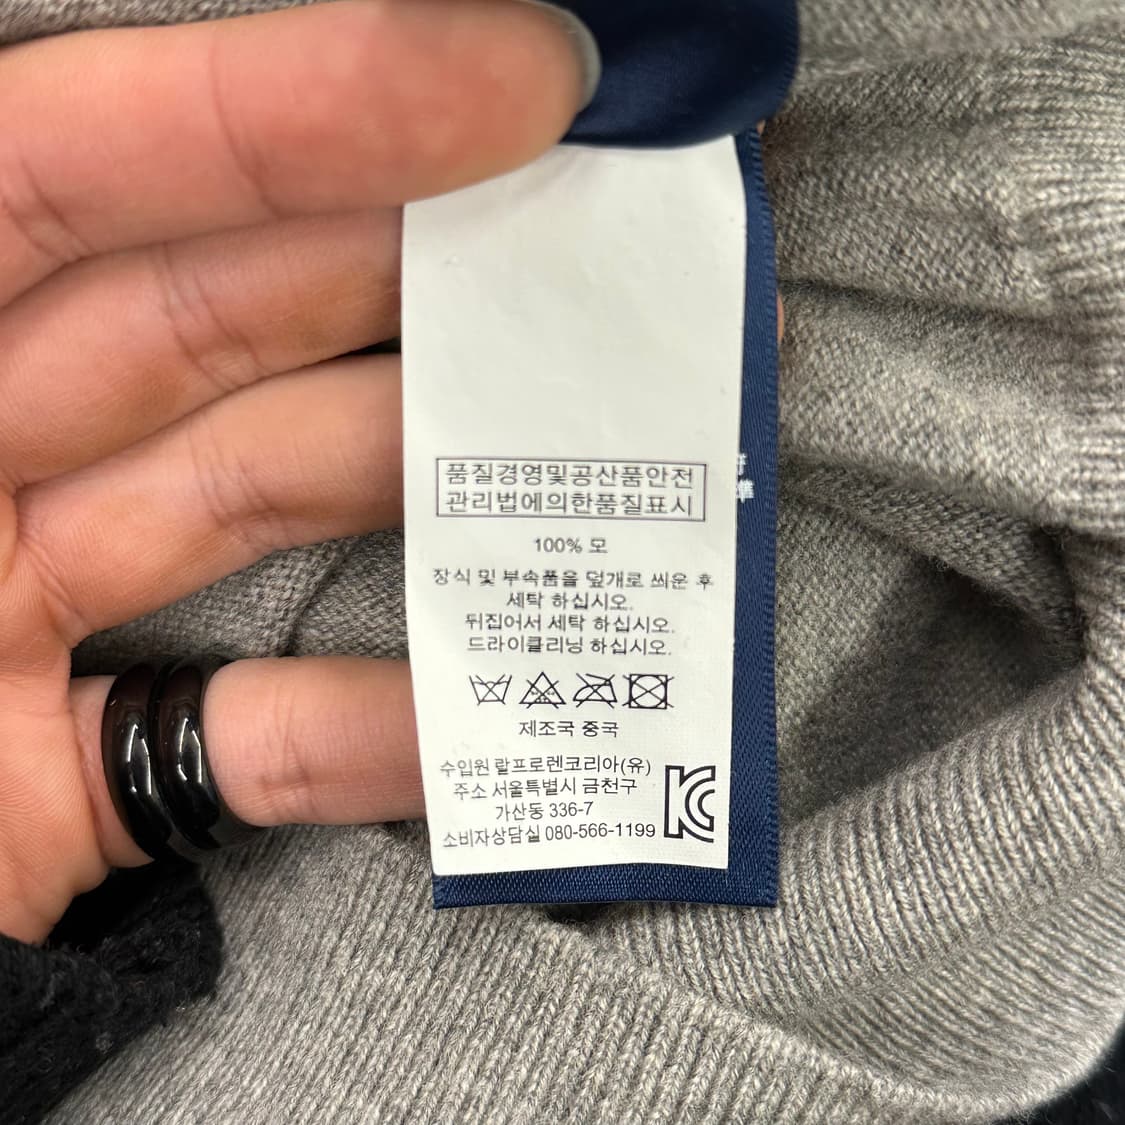 품질경영및공산품안전
관리법에의한품질표시
100% 모
장식 및 부속품을 덮개로 씌운 후
세탁 하십시오.
뒤집어서 세탁 하십시오.
드라이클리닝 하십시오.
제조국 중국
수입원 랄프로렌코리아(유)
주소 서울특별시 금천구
가산동 336-7
소비자상담실 080-566-1199